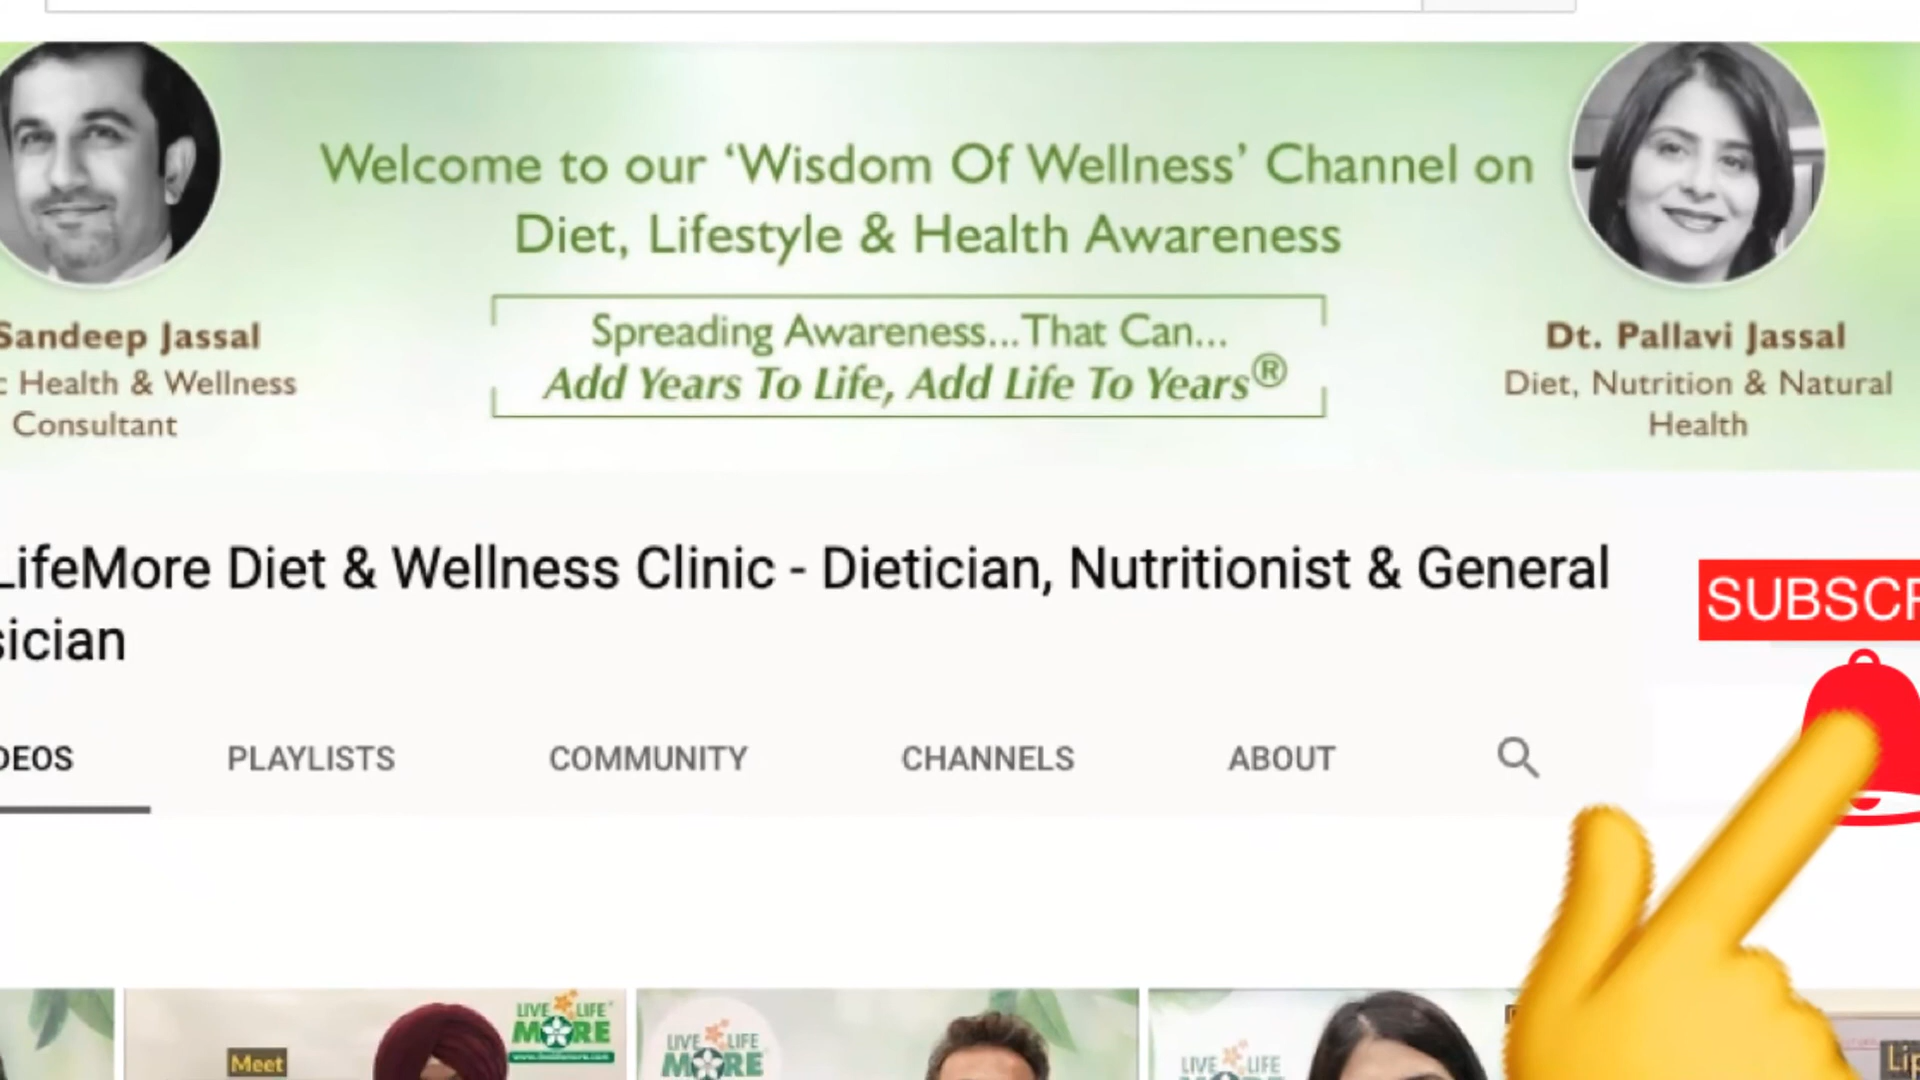 Welcome to our ‘Wisdom Of Wellness’ Channel on
Diet, Lifestyle & Health Awareness
Spreading Awareness...That Can...
Add Years To Life, Add Life To Years®
Sandeep Jassal
c Health & Wellness
Consultant
Dt. Pallavi Jassal
Diet, Nutrition & Natural
Health
LifeMore Diet & Wellness Clinic - Dietician, Nutritionist & General
sician
SUBSCR
DEOS PLAYLISTS COMMUNITY CHANNELS ABOUT
Meet
LIVE LIFE
MORE
LIVE LIFE
MORE
LIVE LIFE
MORE
Lip